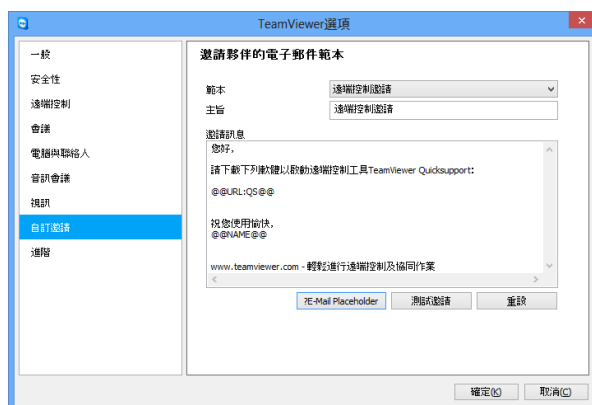 TeamViewer選項
一般
安全性
遠端控制
會議
電腦與聯絡人
音訊會議
視訊
自訂邀請
進階
邀請夥伴的電子郵件範本
範本
遠端控制邀請
主旨
遠端控制邀請
邀請訊息
您好，
請下載下列軟體以啟動遠端控制工具TeamViewer Quicksupport：
@@URL:QS@@
祝您使用愉快，
@@NAME@@
www.teamviewer.com - 輕鬆進行遠端控制及協同作業
?E-Mail Placeholder
測試邀請
重設
確定(K)
取消(C)